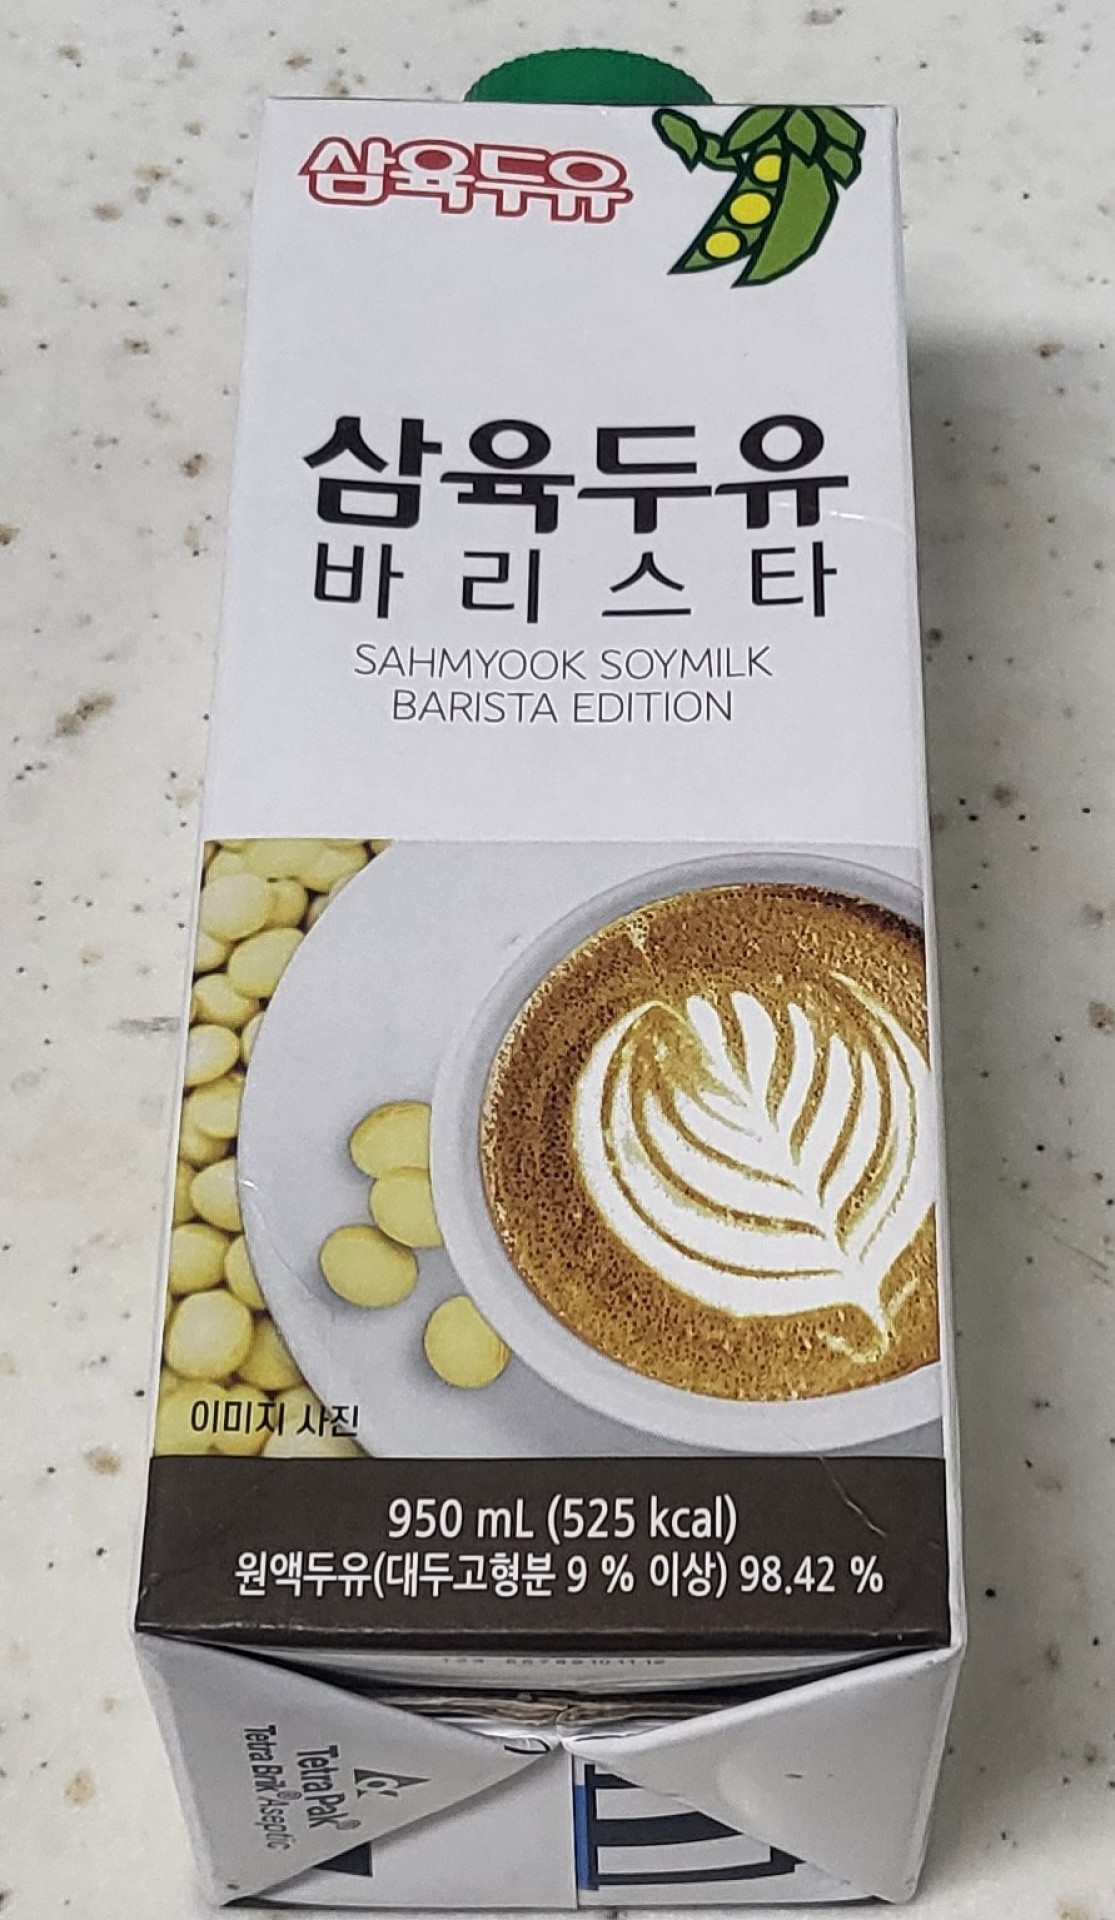 삼육두유
삼육두유
바리스타
SAHMYOOK SOYMILK
BARISTA EDITION
이미지 사진
950 mL (525 kcal)
원액두유(대두고형분 9 % 이상) 98.42 %
Tetra Pak®
Tetra Brik® Aseptic